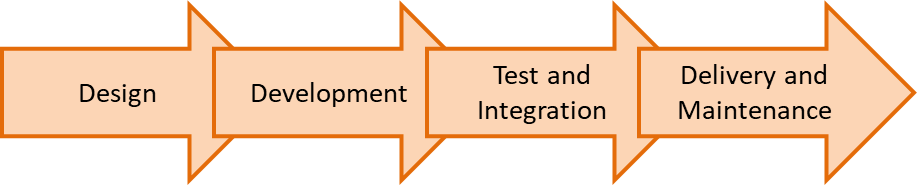 Design
Development
Test and
Integration
Delivery and
Maintenance